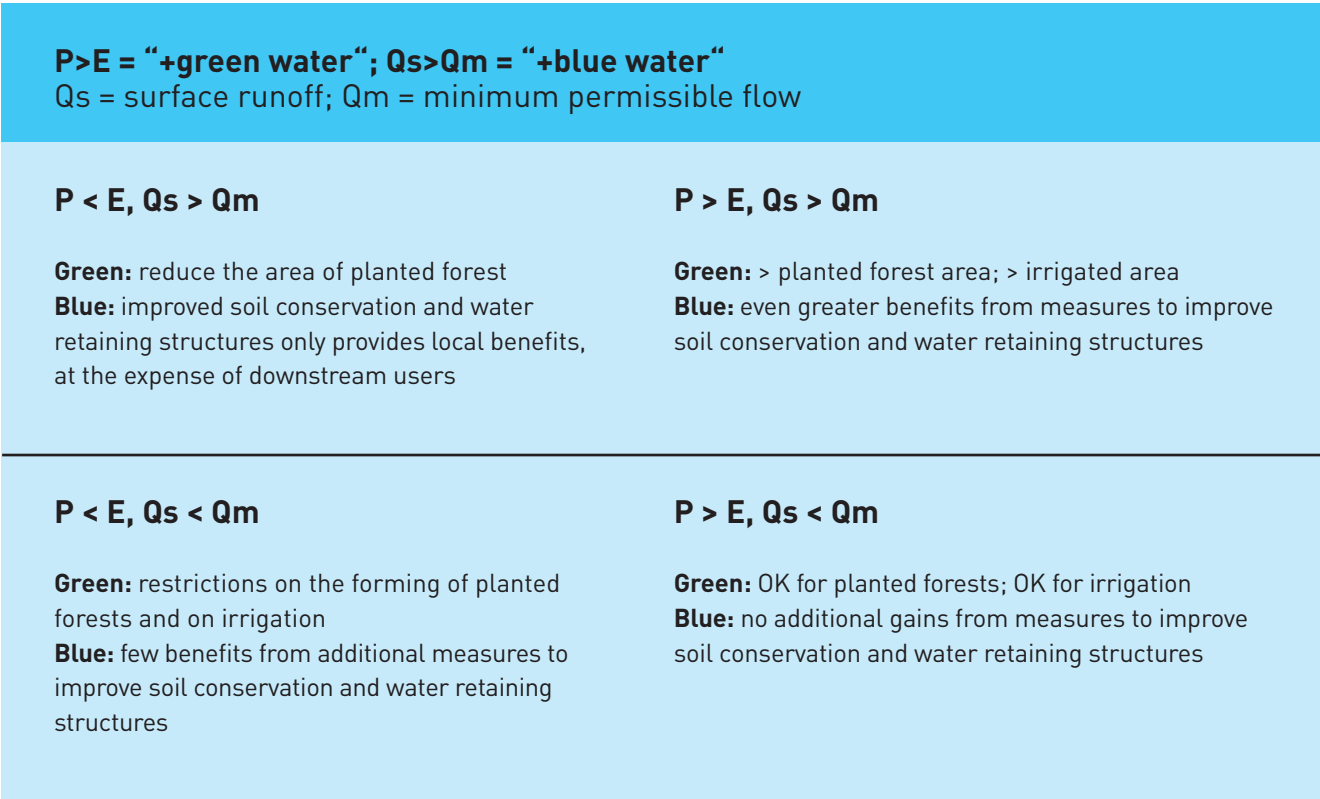 P>E = “+green water“; Qs>Qm = “+blue water“
Qs = surface runoff; Qm = minimum permissible flow
P < E, Qs > Qm
Green: reduce the area of planted forest
Blue: improved soil conservation and water
retaining structures only provides local benefits,
at the expense of downstream users
P > E, Qs > Qm
Green: > planted forest area; > irrigated area
Blue: even greater benefits from measures to improve
soil conservation and water retaining structures
P < E, Qs < Qm
Green: restrictions on the forming of planted
forests and on irrigation
Blue: few benefits from additional measures to
improve soil conservation and water retaining
structures
P > E, Qs < Qm
Green: OK for planted forests; OK for irrigation
Blue: no additional gains from measures to improve
soil conservation and water retaining structures